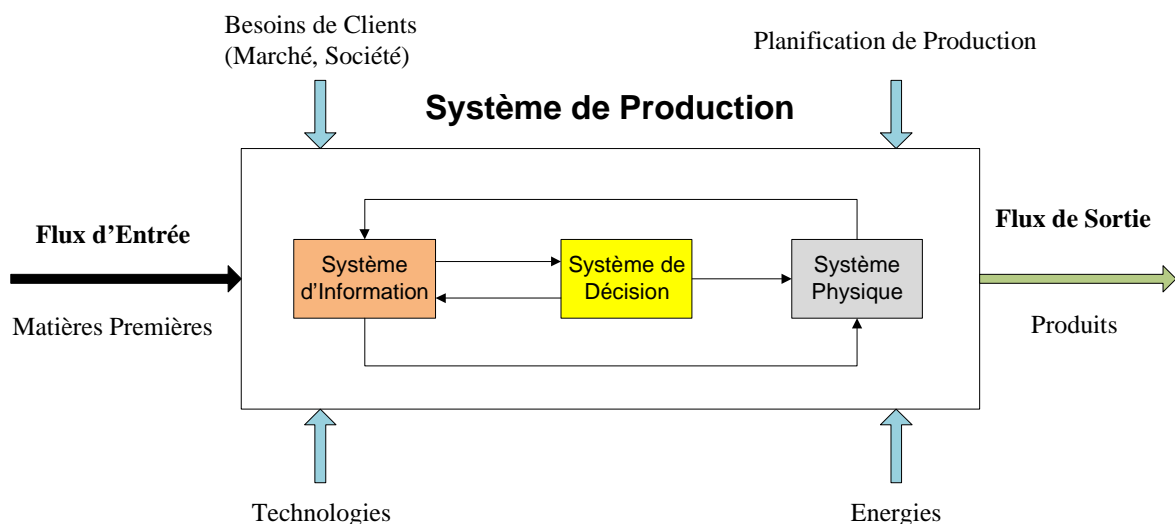 Besoins de Clients
(Marché, Société)
Planification de Production
Système de Production
Flux d'Entrée
Matières Premières
Système
d'Information
Système de
Décision
Système
Physique
Flux de Sortie
Produits
Technologies
Energies